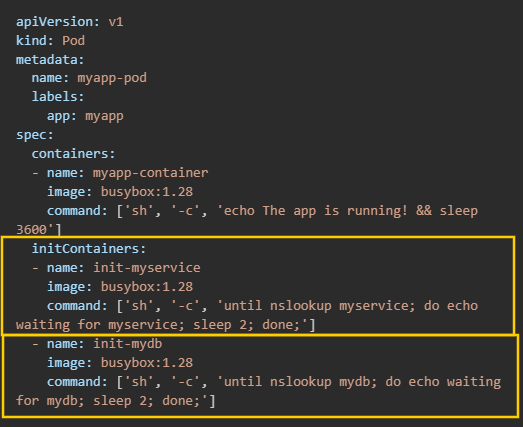 apiVersion: v1
kind: Pod
metadata:
  name: myapp-pod
  labels:
    app: myapp
spec:
  containers:
  - name: myapp-container
    image: busybox:1.28
    command: ['sh', '-c', 'echo The app is running! && sleep
3600']
  initContainers:
  - name: init-myservice
    image: busybox:1.28
    command: ['sh', '-c', 'until nslookup myservice; do echo
waiting for myservice; sleep 2; done;']
  - name: init-mydb
    image: busybox:1.28
    command: ['sh', '-c', 'until nslookup mydb; do echo waiting
for mydb; sleep 2; done;']